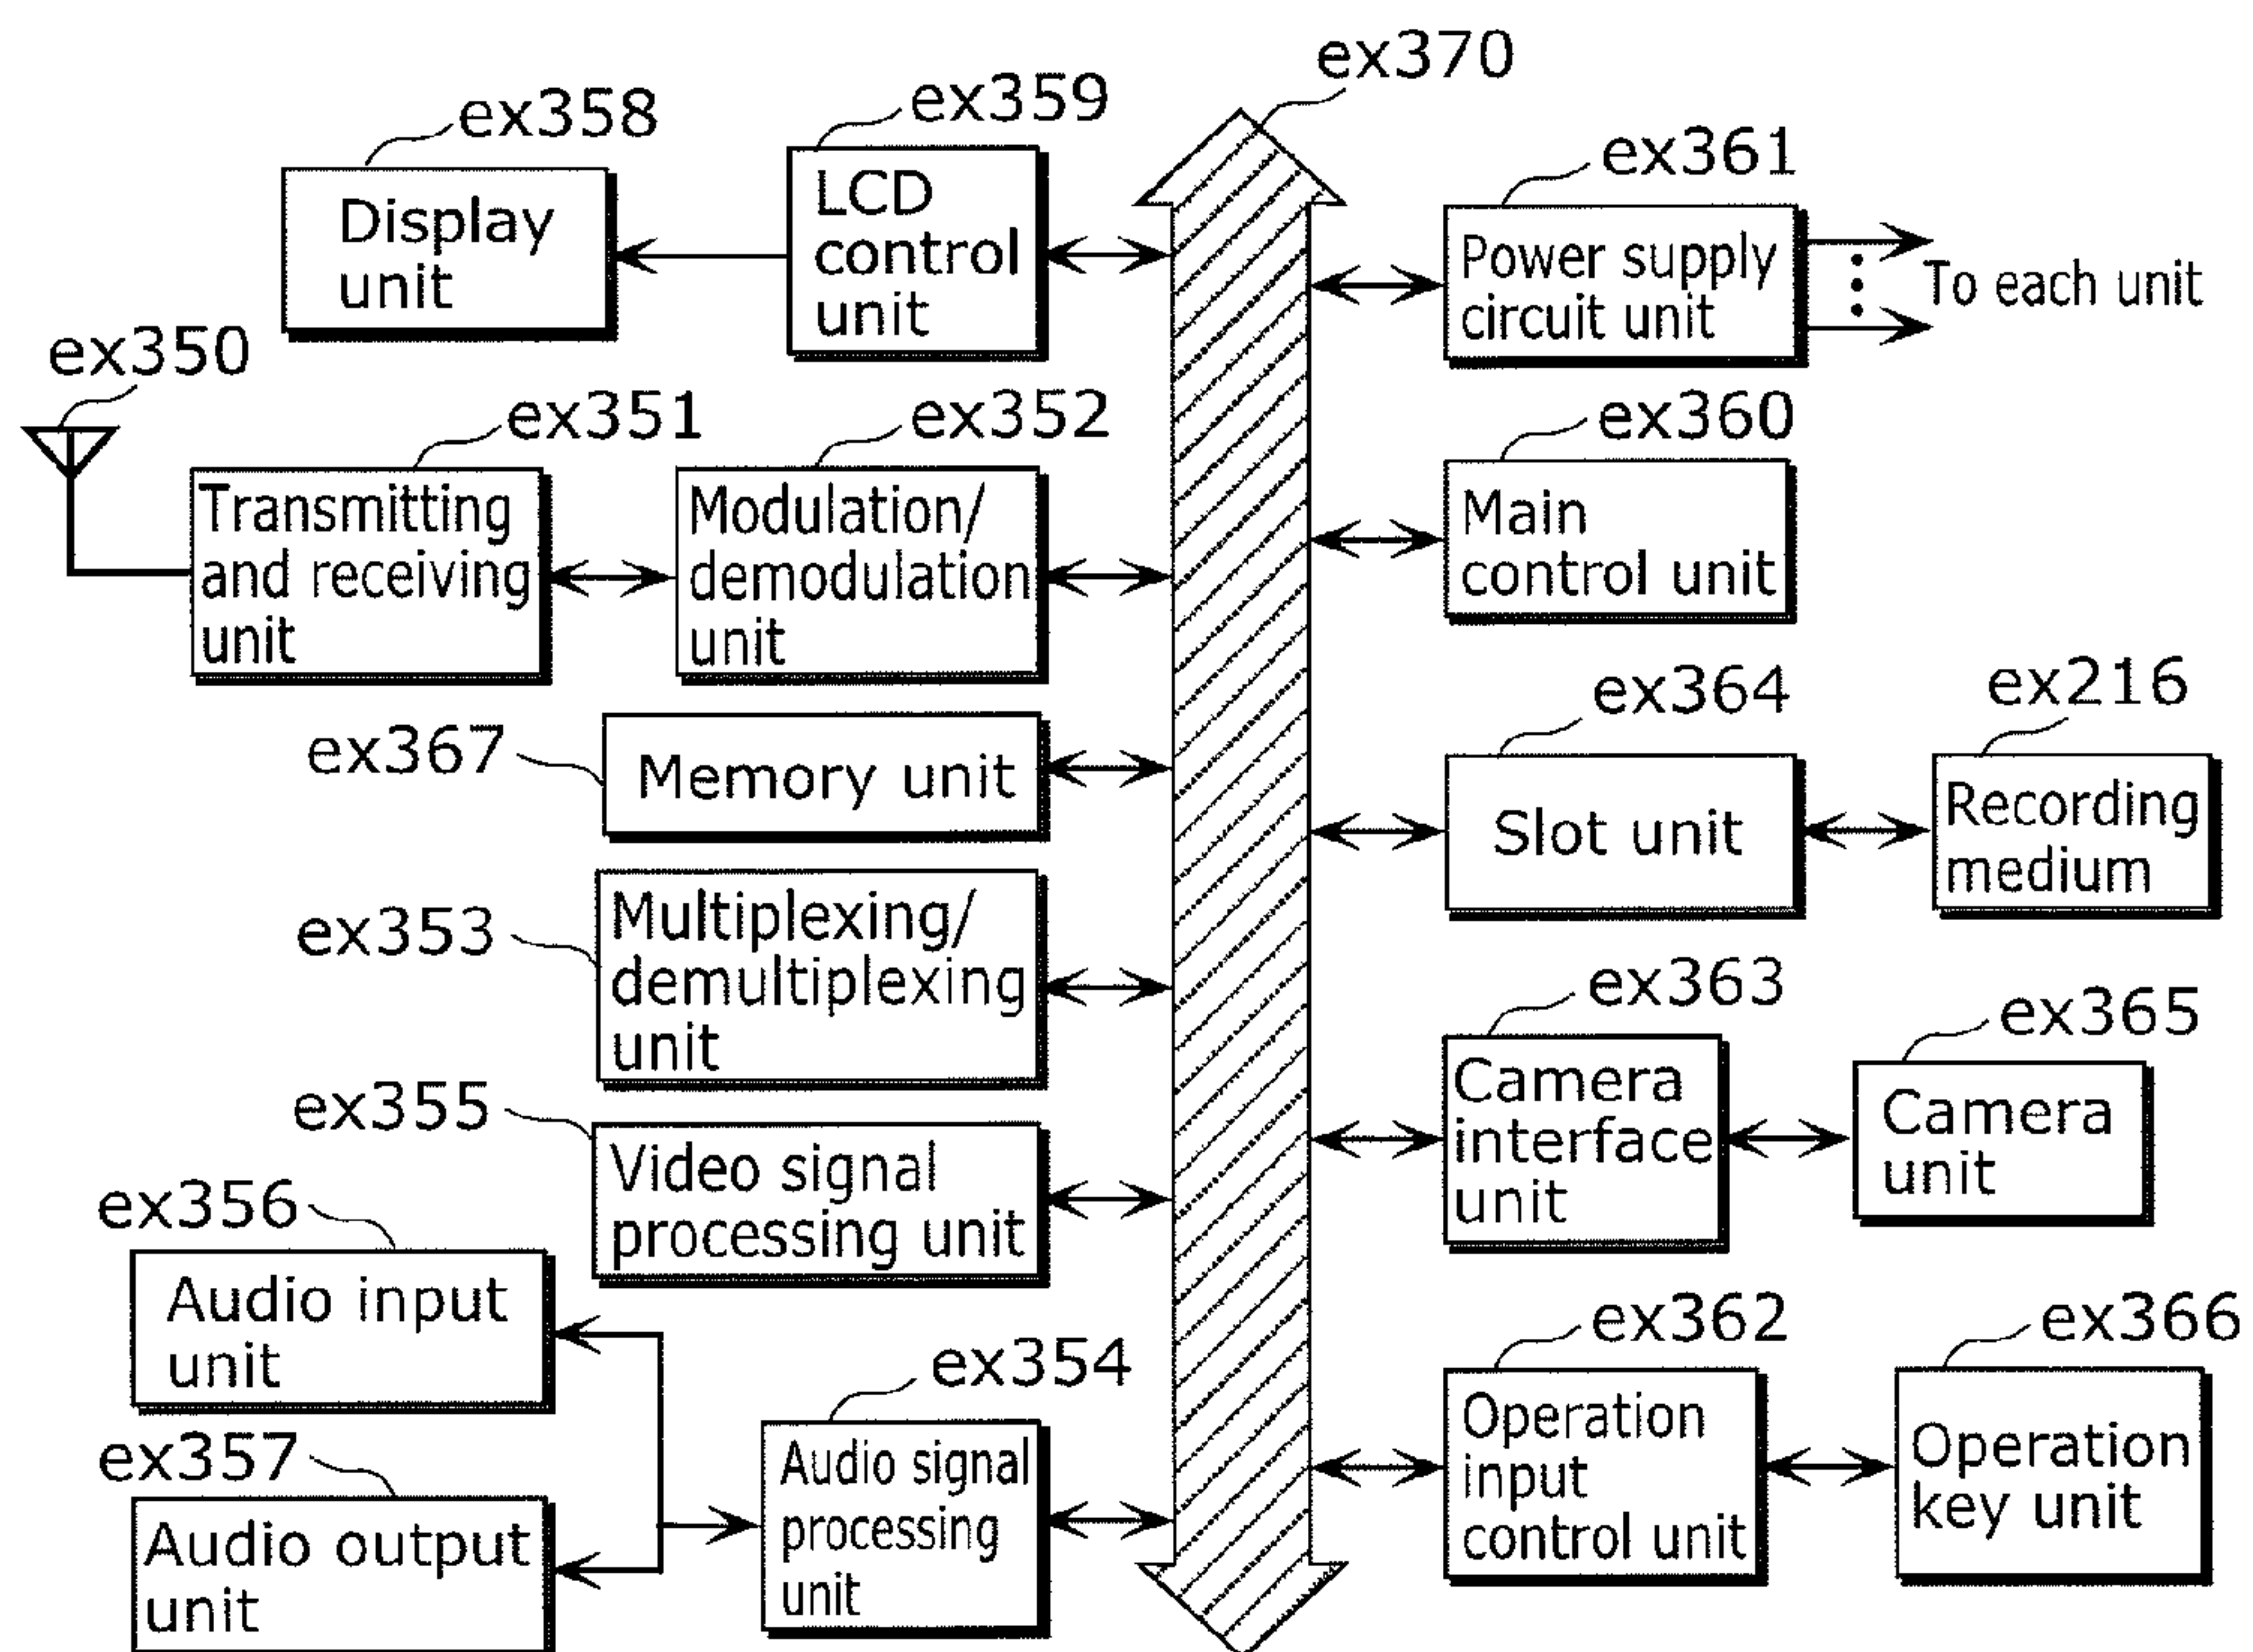 ex370
ex358
ex359
ex361
Display
unit
LCD
control
unit
Power supply
circuit unit
To each unit
ex350
ex351
ex352
ex360
Transmitting
and receiving
unit
Modulation/
demodulation
unit
Main
control unit
ex367
Memory unit
ex364
ex216
Slot unit
Recording
medium
ex353
Multiplexing/
demultiplexing
unit
ex363
ex365
Camera
interface
unit
Camera
unit
ex355
Video signal
processing unit
ex356
Audio input
unit
ex354
ex362
ex366
ex357
Audio output
unit
Audio signal
processing
unit
Operation
input
control unit
Operation
key unit